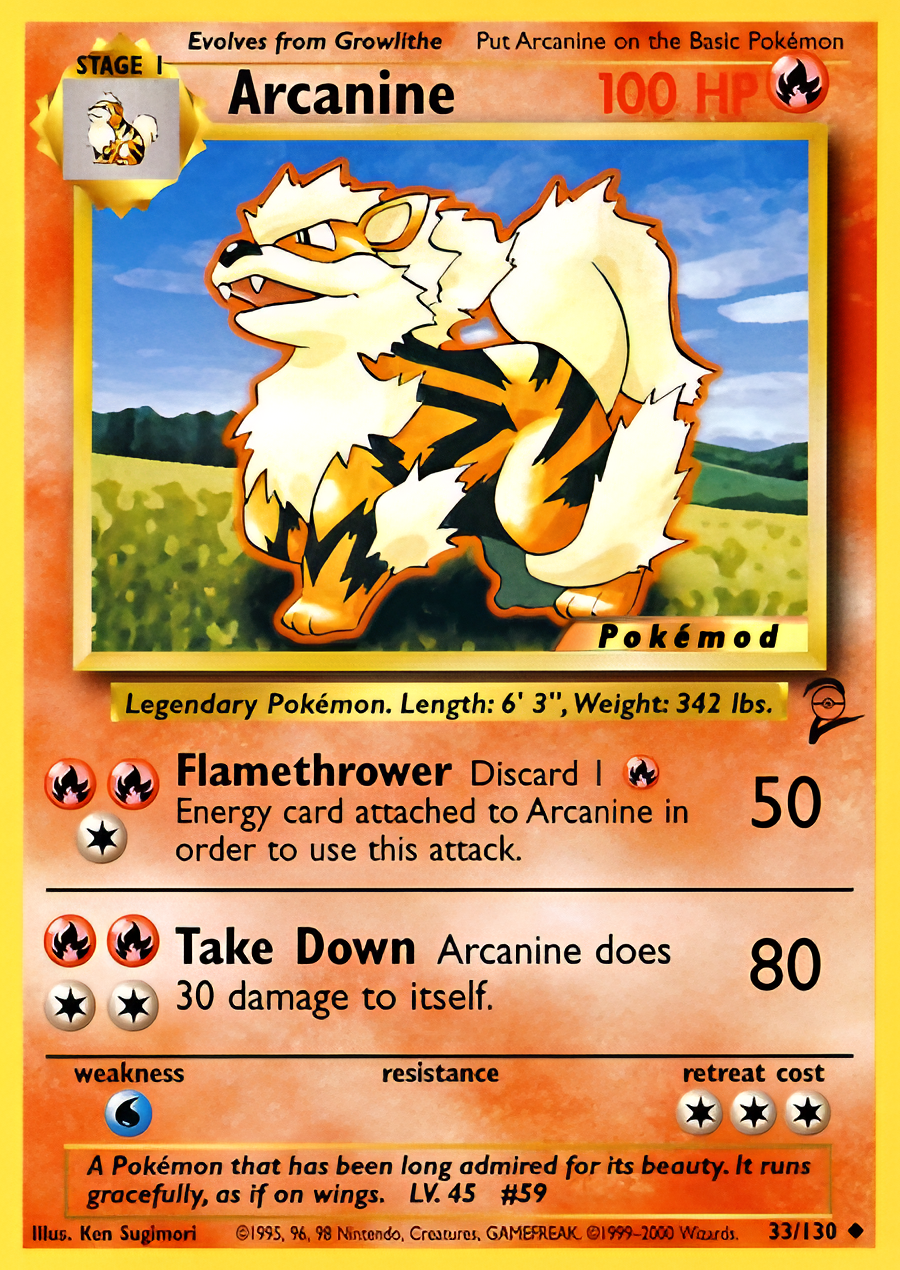 Evolves from Growlithe Put Arcanine on the Basic Pokémon
STAGE 1
Arcanine 100 HP
Pokémod
Legendary Pokémon. Length: 6' 3", Weight: 342 lbs.
Flamethrower Discard 1
Energy card attached to Arcanine in
order to use this attack.
50
Take Down Arcanine does
30 damage to itself.
80
weakness resistance retreat cost
A Pokémon that has been long admired for its beauty. It runs
gracefully, as if on wings. LV. 45 #59
Illus. Ken Sugimori ©1995, 96, 98 Nintendo, Creatures, GAMEFREAK. ©1999-2000 Wizards. 33/130